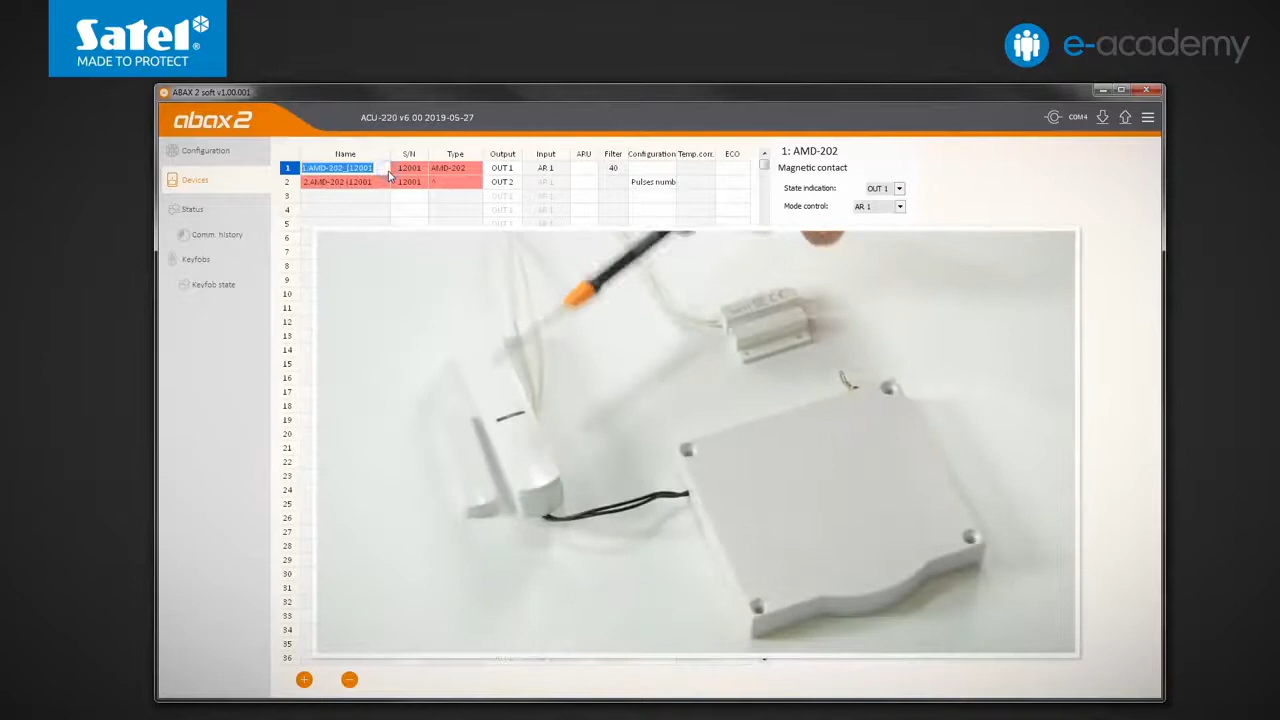 Satel®
MADE TO PROTECT
e-academy
ABAX 2 soft v1.00.001
abax2
ACU-220 v6.00 2019-05-27
COM4
Configuration
Devices
Status
Comm. history
Keyfobs
Keyfob state
Name S/N Type Output Input ARU Filter Configuration Temp.corr. ECO
1 1.AMD-202_(12001 12001 AMD-202 OUT 1 AR 1 40
2 2.AMD-202 (12001 12001 ^ OUT 2 AR 1 Pulses numb
3
4
5
6
7
8
9
10
11
12
13
14
15
16
17
18
19
20
21
22
23
24
25
26
27
28
29
30
31
32
33
34
35
36
1: AMD-202
Magnetic contact
State indication: OUT 1
Mode control: AR 1